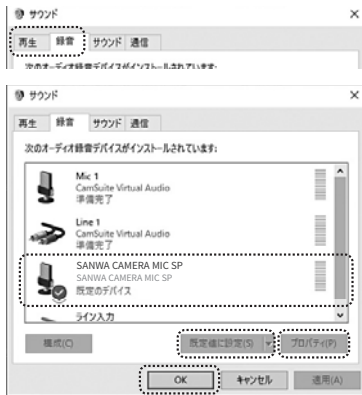 サウンド
再生 録音 サウンド 通信
次のオーディオ録音デバイスがインストールされています:
サウンド
再生 録音 サウンド 通信
次のオーディオ録音デバイスがインストールされています:
Mic 1
CamSuite Virtual Audio
準備完了
Line 1
CamSuite Virtual Audio
準備完了
SANWA CAMERA MIC SP
SANWA CAMERA MIC SP
既定のデバイス
ライン入力
構成(C) 既定値に設定(S) プロパティ(P)
OK キャンセル 適用(A)